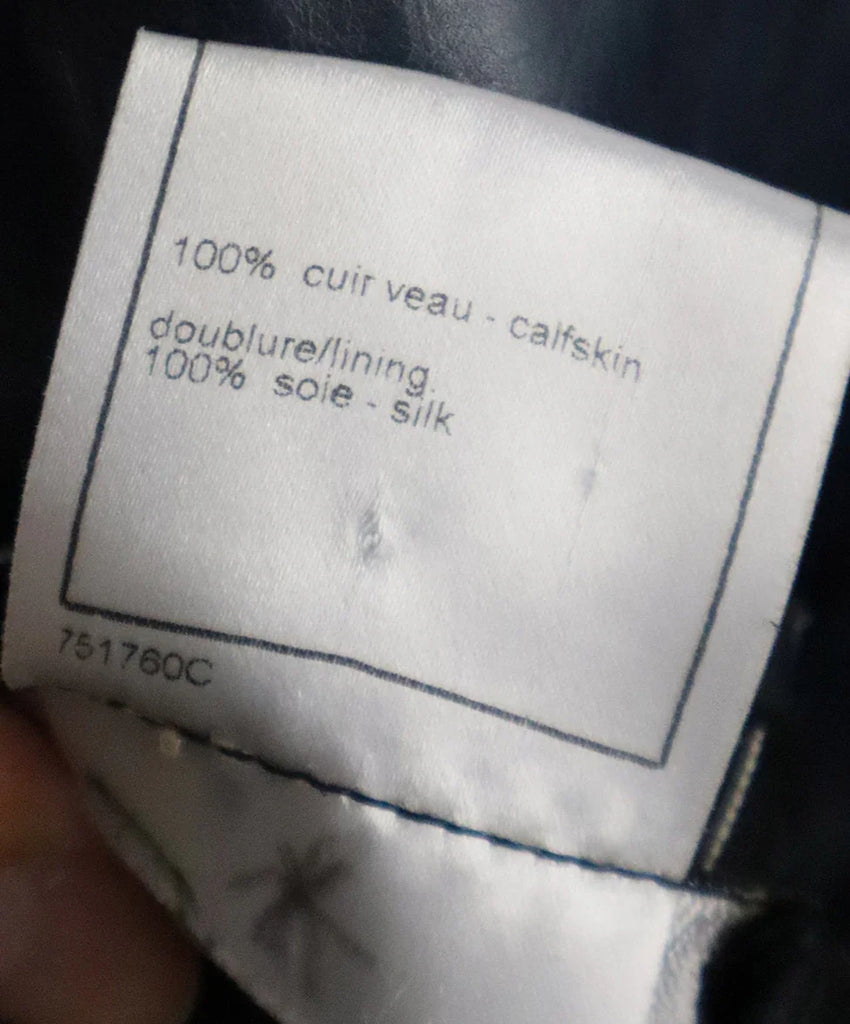 100% cuir veau - calfskin
doublure/lining
100% soie - silk
751760C